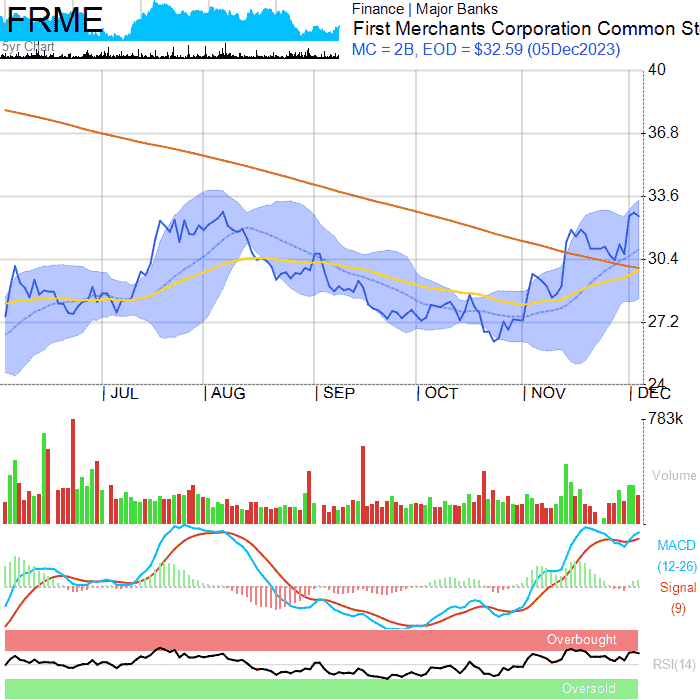 FRME
5yr Chart
Finance | Major Banks
First Merchants Corporation Common St
MC = 2B, EOD = $32.59 (05Dec2023)
40
36.8
33.6
30.4
27.2
24
JUL
AUG
SEP
OCT
NOV
DEC
783k
Volume
MACD
(12-26)
Signal
(9)
Overbought
RSI(14)
Oversold